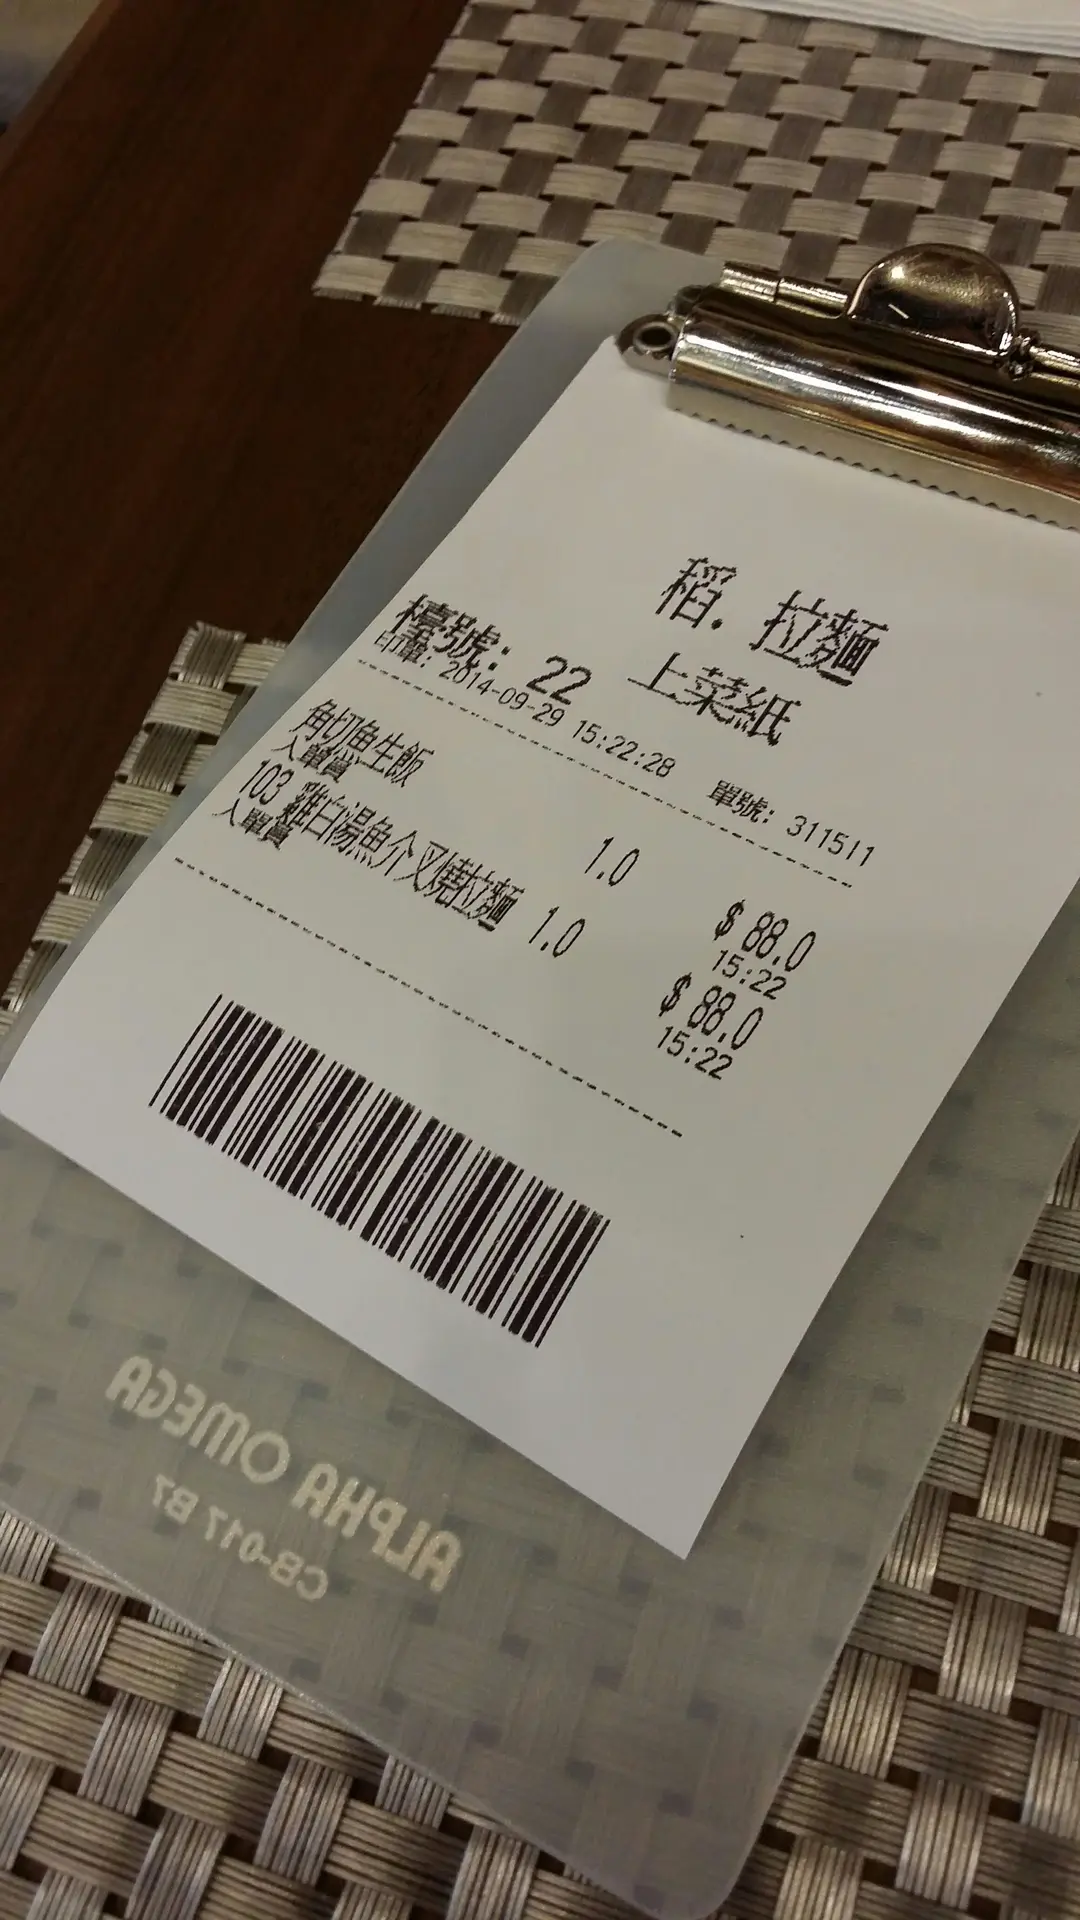 稻. 拉麵
上菜紙
檯號: 22
印單: 2014-09-29 15:22:28 單號: 311511
角切魚生飯 1.0 $ 88.0
入單員 15:22
103 雞白湯魚介叉燒拉麵 1.0 $ 88.0
入單員 15:22
ALPHA OMEGA
CB-017 B7